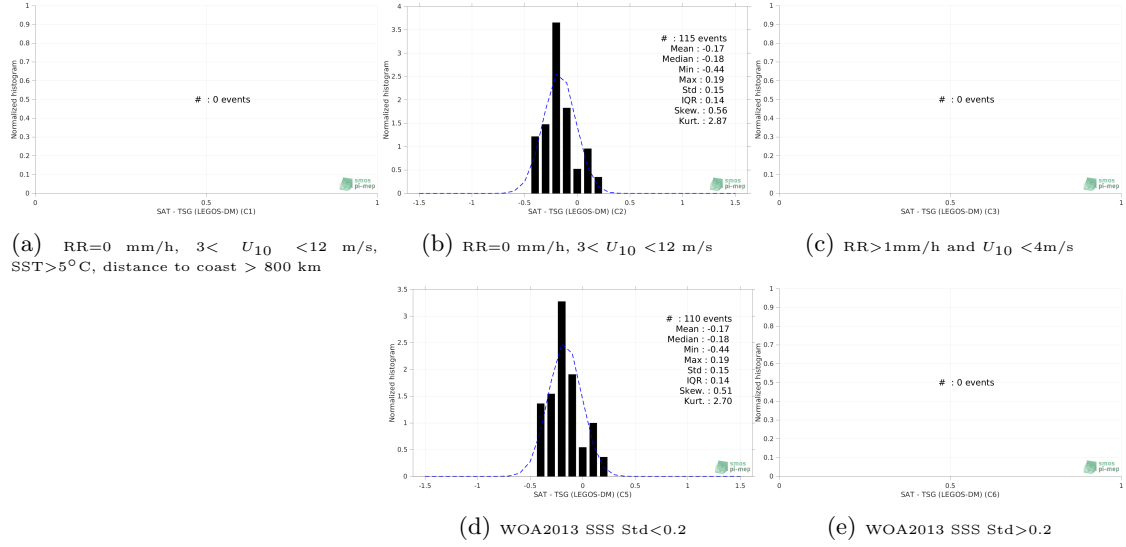 1
0.9
0.8
0.7
0.6
0.5
0.4
0.3
0.2
0.1
0
Normalized histogram
# : 0 events
smos
pi-mep
0 0.5 1
SAT - TSG (LEGOS-DM) (C1)
(a) RR=0 mm/h, 3< U10 <12 m/s,
SST>5°C, distance to coast > 800 km
4
3.5
3
2.5
2
1.5
1
0.5
0
Normalized histogram
# : 115 events
Mean : -0.17
Median : -0.18
Min : -0.44
Max : 0.19
Std : 0.15
IQR : 0.14
Skew. : 0.56
Kurt. : 2.87
smos
pi-mep
-1.5 -1 -0.5 0 0.5 1 1.5
SAT - TSG (LEGOS-DM) (C2)
(b) RR=0 mm/h, 3< U10 <12 m/s
1
0.9
0.8
0.7
0.6
0.5
0.4
0.3
0.2
0.1
0
Normalized histogram
# : 0 events
smos
pi-mep
0 0.5 1
SAT - TSG (LEGOS-DM) (C3)
(c) RR>1mm/h and U10 <4m/s
3.5
3
2.5
2
1.5
1
0.5
0
Normalized histogram
# : 110 events
Mean : -0.17
Median : -0.18
Min : -0.44
Max : 0.19
Std : 0.15
IQR : 0.14
Skew. : 0.51
Kurt. : 2.70
smos
pi-mep
-1.5 -1 -0.5 0 0.5 1 1.5
SAT - TSG (LEGOS-DM) (C5)
(d) WOA2013 SSS Std<0.2
1
0.9
0.8
0.7
0.6
0.5
0.4
0.3
0.2
0.1
0
Normalized histogram
# : 0 events
smos
pi-mep
0 0.5 1
SAT - TSG (LEGOS-DM) (C6)
(e) WOA2013 SSS Std>0.2